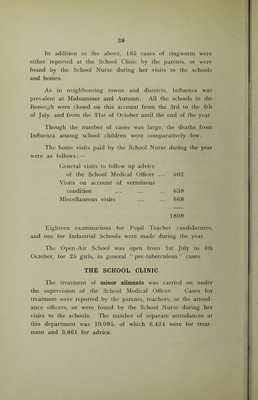 38
In addition to the above, 165 cases of ringworm were
either reported at the School Clinic by the parents, or were
found by the School Nurse during her visits to the schools
and homes.
As in neighbouring towns and districts, Influenza was
prevalent at Midsummer and Autumn. All the schools in the
Borough were closed on this account from the 3rd to the 6th
of July, and from the 31st of October until the end of the year.
Though the number of cases was large, the deaths from
Influenza among school children were comparatively few.
The home visits paid by the School Nurse during the year
were as follows:—
General visits to follow up advice
of the School Medical Officer ... 502
Visits on account of verminous
condition ... ... ... 638
Miscellaneous visits ... ... 668
1808
Eighteen examinations for Pupil Teacher candidatures,
and one for Industrial Schools were made during the year.
The Open-Air School was open from 1st July to 4th
October, for 25 girls, in general "pre-tuberculous" cases.
THE SCHOOL CLINIC.
The treatment of minor ailments was carried on under
the supervision of the School Medical Officer. Cases for
treatment were reported by the parents, teachers, or the attend-
ance officers, or were found by the School Nurse during her
visits to the schools. The number of separate attendances at
this department was 10,085, of which 6,424 were for treat-
ment and 3,661 for advice.